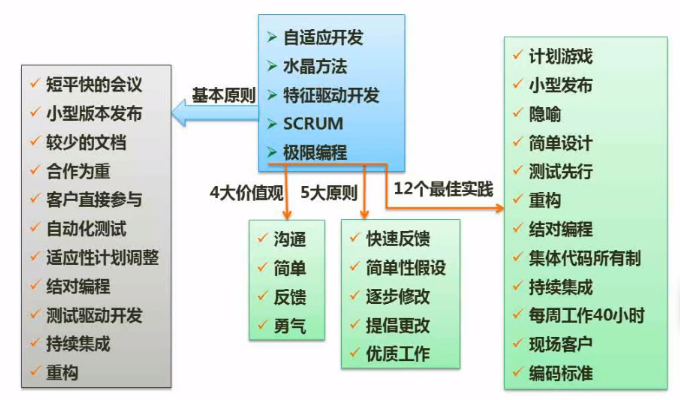 自适应开发
水晶方法
特征驱动开发
SCRUM
极限编程
基本原则
短平快的会议
小型版本发布
较少的文档
合作为重
客户直接参与
自动化测试
适应性计划调整
结对编程
测试驱动开发
持续集成
重构
4大价值观
沟通
简单
反馈
勇气
5大原则
快速反馈
简单性假设
逐步修改
提倡更改
优质工作
12个最佳实践
计划游戏
小型发布
隐喻
简单设计
测试先行
重构
结对编程
集体代码所有制
持续集成
每周工作40小时
现场客户
编码标准